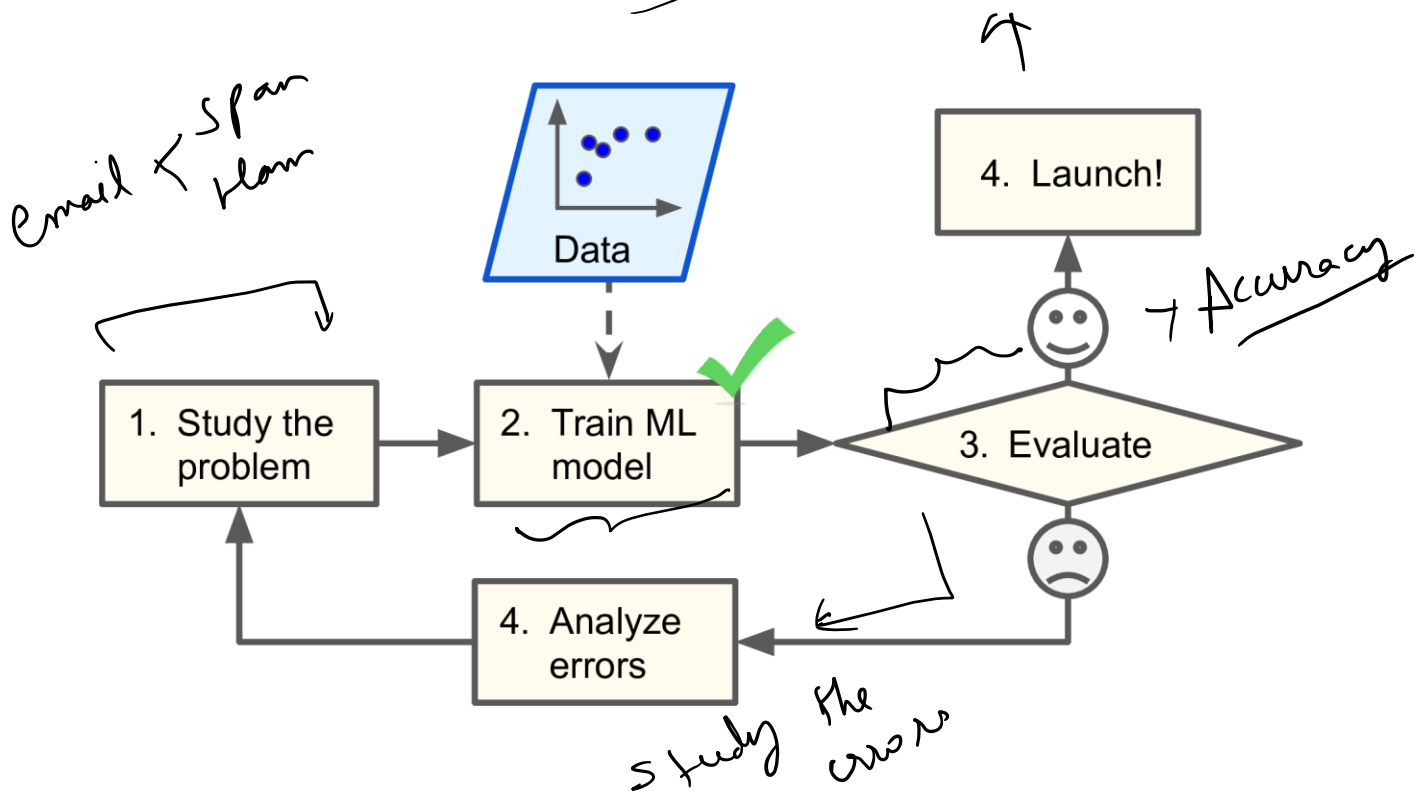 email
spam
Ham
Data
4. Launch!
→ Accuracy
1. Study the
problem
2. Train ML
model
3. Evaluate
4. Analyze
errors
study the
errors